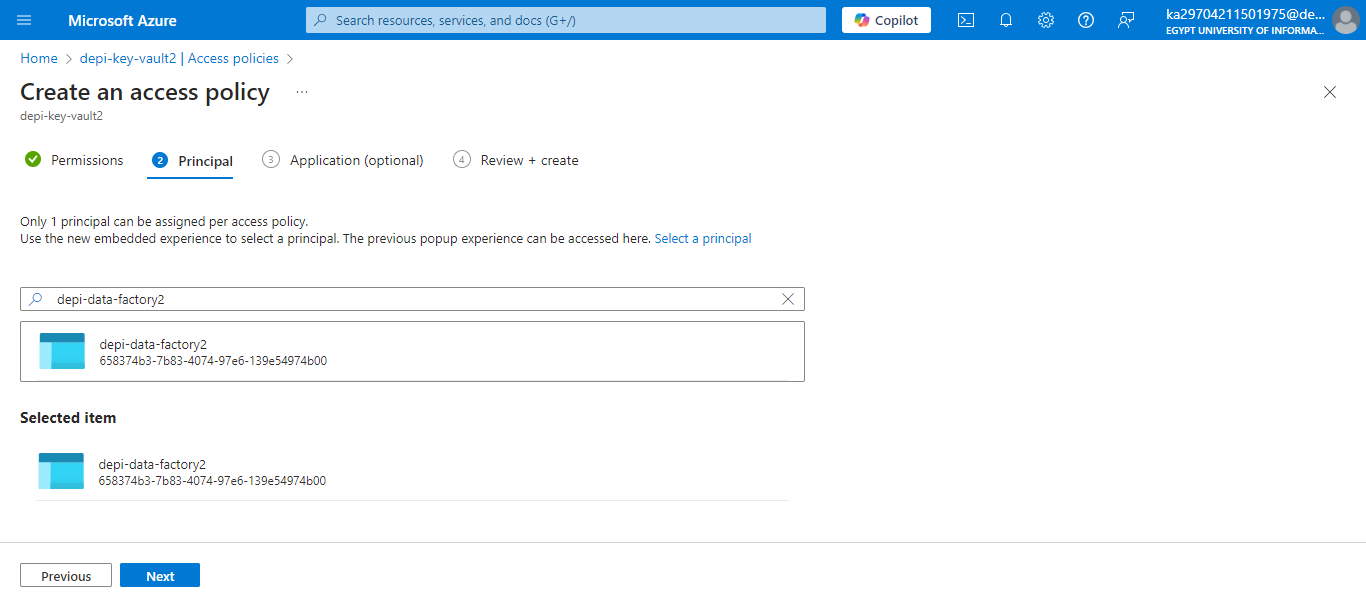 Microsoft Azure
Search resources, services, and docs (G+/)
Copilot
ka29704211501975@de...
EGYPT UNIVERSITY OF INFORMA...
Home > depi-key-vault2 | Access policies >
Create an access policy ...
depi-key-vault2
Permissions
2 Principal
3 Application (optional)
4 Review + create
Only 1 principal can be assigned per access policy.
Use the new embedded experience to select a principal. The previous popup experience can be accessed here. Select a principal
depi-data-factory2
depi-data-factory2
658374b3-7b83-4074-97e6-139e54974b00
Selected item
depi-data-factory2
658374b3-7b83-4074-97e6-139e54974b00
Previous
Next